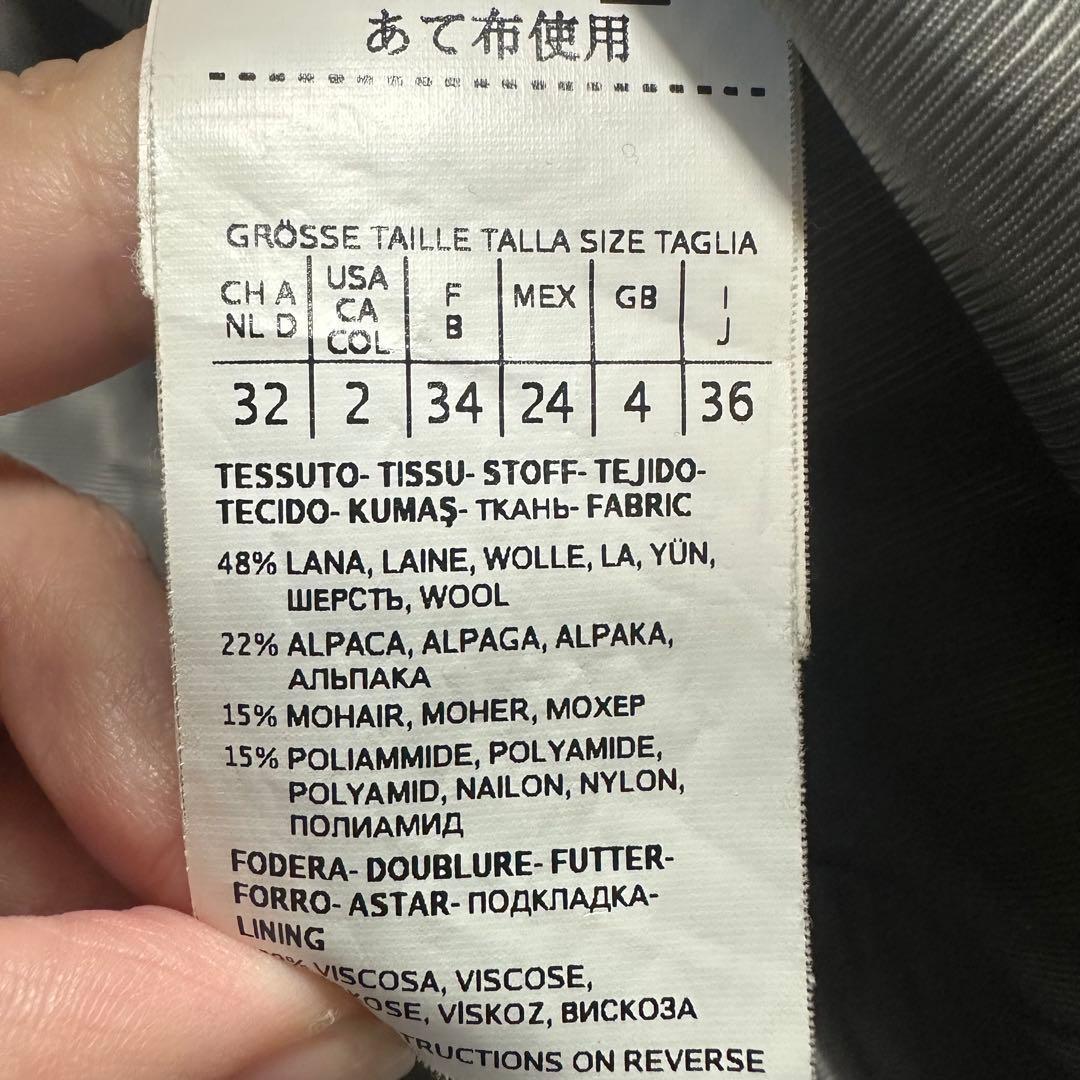 あて布使用
GRÖSSE TAILLE TALLA SIZE TAGLIA
CH A NL D | USA CA COL | F B | MEX | GB | I J
32 | 2 | 34 | 24 | 4 | 36
TESSUTO- TISSU- STOFF- TEJIDO-
TECIDO- KUMAŞ- ТКАНЬ- FABRIC
48% LANA, LAINE, WOLLE, LA, YÜN,
ШЕРСТЬ, WOOL
22% ALPACA, ALPAGA, ALPAKA,
АЛЬПАКА
15% MOHAIR, MOHER, МОХЕР
15% POLIAMMIDE, POLYAMIDE,
POLYAMID, NAILON, NYLON,
ПОЛИАМИД
FODERA- DOUBLURE- FUTTER-
FORRO- ASTAR- ПОДКЛАДКА-
LINING
VISCOSA, VISCOSE,
VİSKOZ, ВИСКОЗА
ON REVERSE